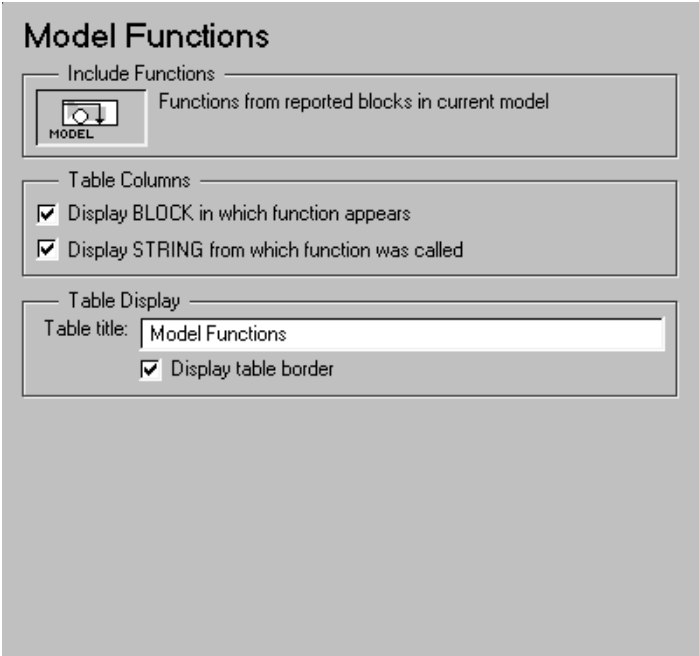 Model Functions
Include Functions
Functions from reported blocks in current model
MODEL
Table Columns
Display BLOCK in which function appears
Display STRING from which function was called
Table Display
Table title: Model Functions
Display table border